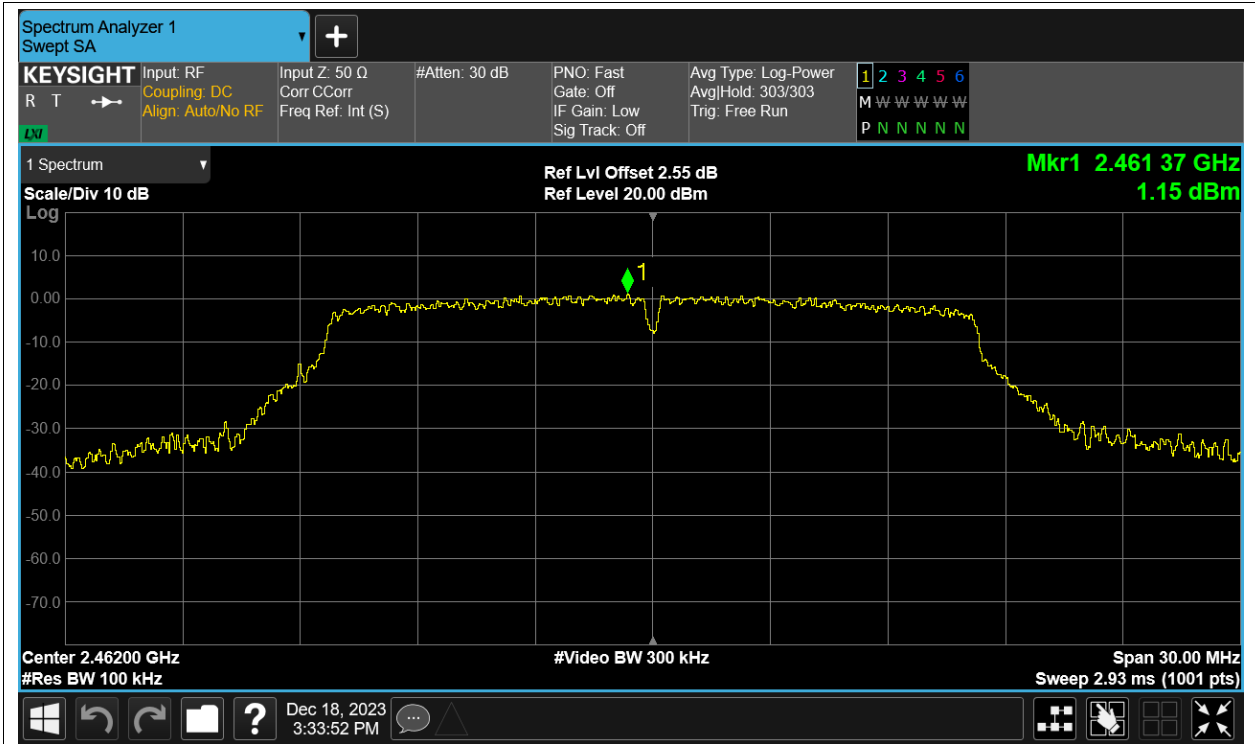 Spectrum Analyzer 1
Swept SA
KEYSIGHT
R T
LXI
Input: RF
Coupling: DC
Align: Auto/No RF
Input Z: 50 Ω
Corr CCorr
Freq Ref: Int (S)
#Atten: 30 dB
PNO: Fast
Gate: Off
IF Gain: Low
Sig Track: Off
Avg Type: Log-Power
Avg|Hold: 303/303
Trig: Free Run
1 2 3 4 5 6
M W W W W W
P N N N N N
1 Spectrum
Scale/Div 10 dB
Ref Lvl Offset 2.55 dB
Ref Level 20.00 dBm
Mkr1 2.461 37 GHz
1.15 dBm
Log
10.0
0.00
-10.0
-20.0
-30.0
-40.0
-50.0
-60.0
-70.0
1
Center 2.46200 GHz
#Res BW 100 kHz
#Video BW 300 kHz
Span 30.00 MHz
Sweep 2.93 ms (1001 pts)
?
Dec 18, 2023
3:33:52 PM